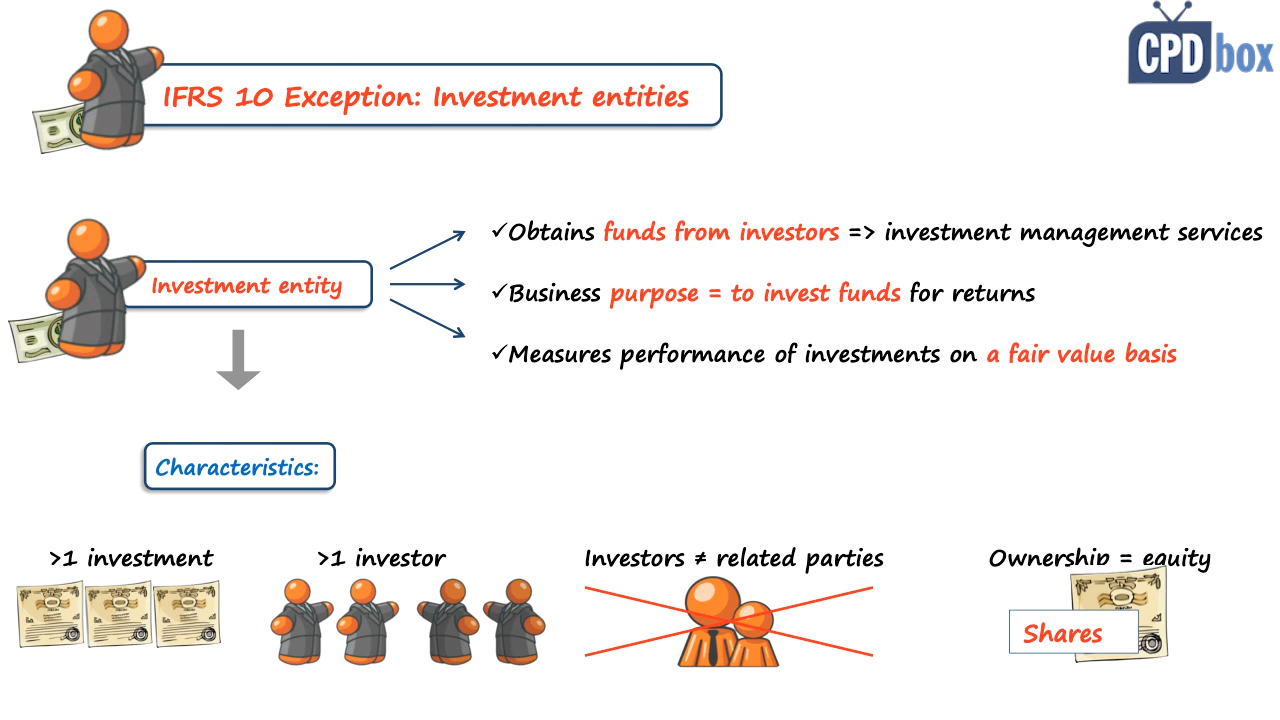 CPD box
IFRS 10 Exception: Investment entities
✓Obtains funds from investors => investment management services
Investment entity
✓Business purpose = to invest funds for returns
✓Measures performance of investments on a fair value basis
Characteristics:
>1 investment
>1 investor
Investors ≠ related parties
Ownership = equity
Shares